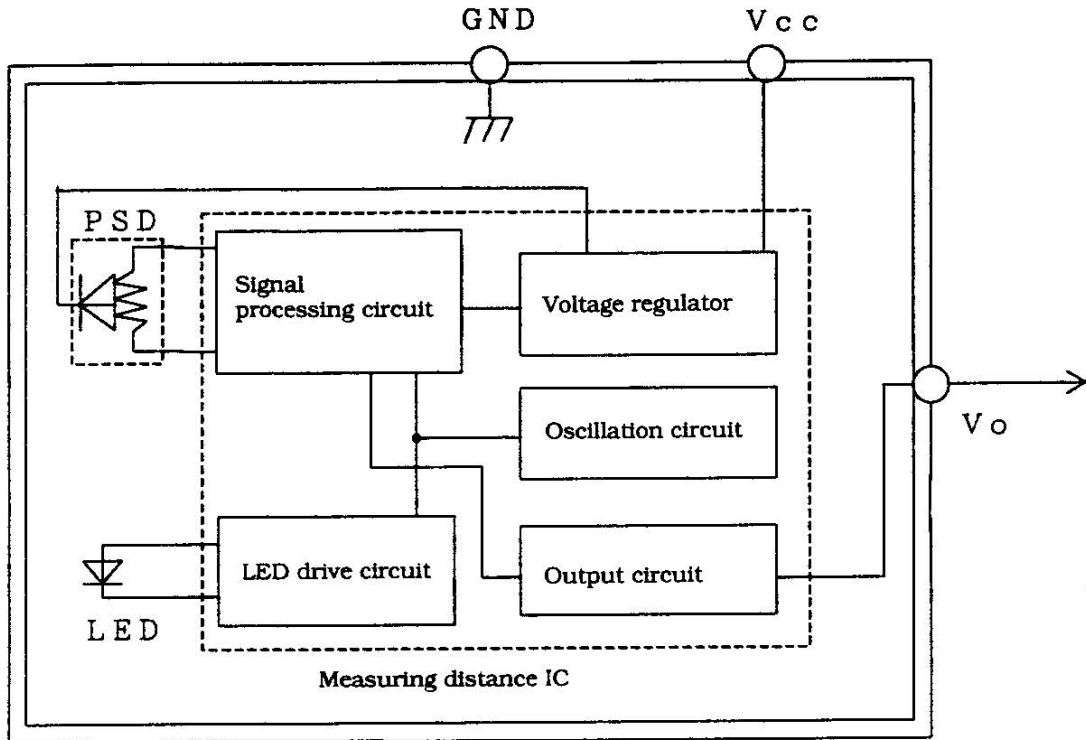 GND
Vcc
PSD
Signal
processing circuit
Voltage regulator
Oscillation circuit
Vo
LED drive circuit
Output circuit
LED
Measuring distance IC